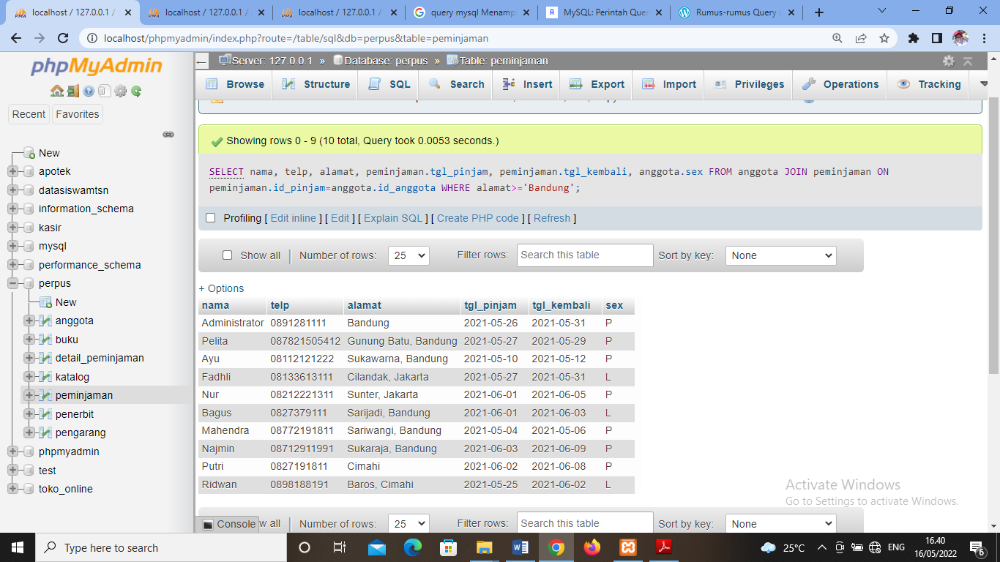 localhost / 127.0.0.1 /
localhost / 127.0.0.1 /
localhost / 127.0.0.1 /
query mysql Menamp
MySQL: Perintah Quer
Rumus-rumus Query
localhost/phpmyadmin/index.php?route=/table/sql&db=perpus&table=peminjaman
phpMyAdmin
Recent Favorites
New
apotek
datasiswamtsn
information_schema
kasir
mysql
performance_schema
perpus
New
anggota
buku
detail_peminjaman
katalog
peminjaman
penerbit
pengarang
phpmyadmin
test
toko_online
Server: 127.0.0.1 » Database: perpus » Table: peminjaman
Browse Structure SQL Search Insert Export Import Privileges Operations Tracking
Showing rows 0 - 9 (10 total, Query took 0.0053 seconds.)
SELECT nama, telp, alamat, peminjaman.tgl_pinjam, peminjaman.tgl_kembali, anggota.sex FROM anggota JOIN peminjaman ON
peminjaman.id_pinjam=anggota.id_anggota WHERE alamat>='Bandung';
Profiling [ Edit inline ] [ Edit ] [ Explain SQL ] [ Create PHP code ] [ Refresh ]
Show all Number of rows: 25 Filter rows: Search this table Sort by key: None
+ Options
nama telp alamat tgl_pinjam tgl_kembali sex
Administrator 0891281111 Bandung 2021-05-26 2021-05-31 P
Pelita 087821505412 Gunung Batu, Bandung 2021-05-27 2021-05-29 P
Ayu 08112121222 Sukawarna, Bandung 2021-05-10 2021-05-12 P
Fadhli 08133613111 Cilandak, Jakarta 2021-05-27 2021-05-31 L
Nur 08212221311 Sunter, Jakarta 2021-06-01 2021-06-05 P
Bagus 0827379111 Sarijadi, Bandung 2021-06-01 2021-06-03 L
Mahendra 08772191811 Sariwangi, Bandung 2021-05-04 2021-05-06 P
Najmin 08712911991 Sukaraja, Bandung 2021-06-03 2021-06-09 P
Putri 0827191811 Cimahi 2021-06-02 2021-06-08 P
Ridwan 0898188191 Baros, Cimahi 2021-05-25 2021-06-02 L
Activate Windows
Go to Settings to activate Windows.
Console w all Number of rows: 25 Filter rows: Search this table Sort by key: None
Type here to search
25°C
ENG
16.40
16/05/2022
6